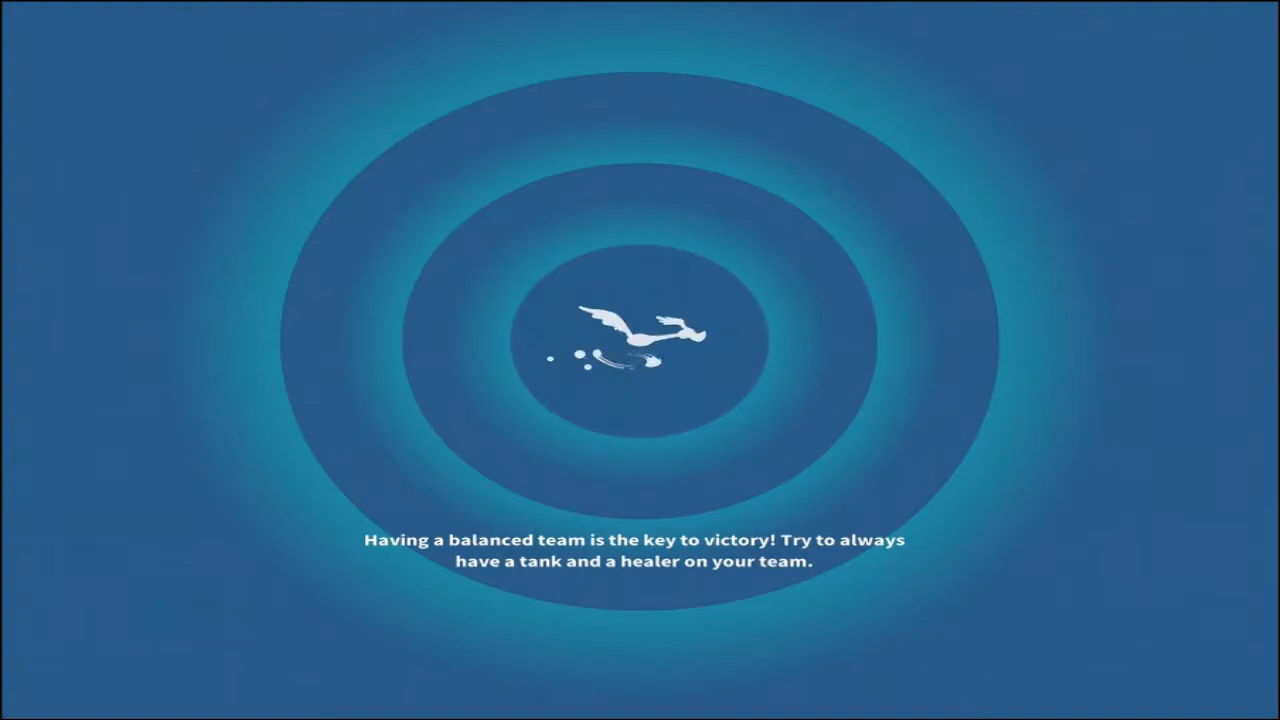 Having a balanced team is the key to victory! Try to always
have a tank and a healer on your team.